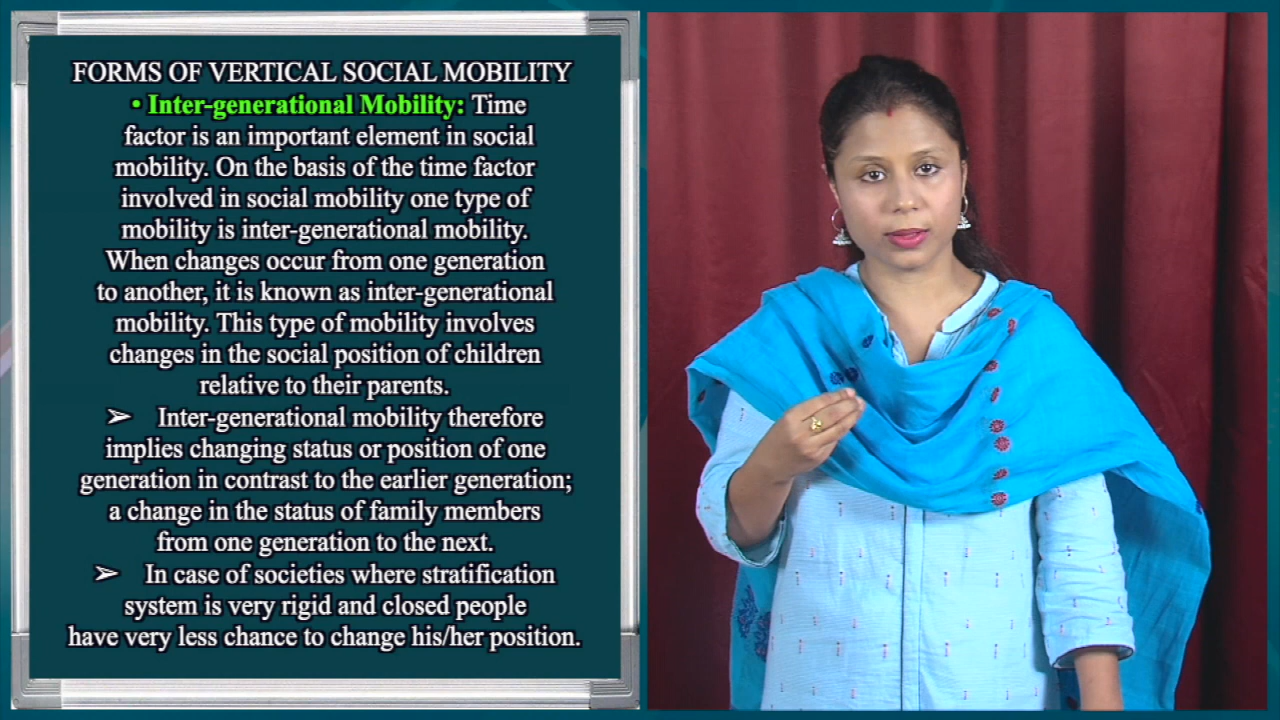 FORMS OF VERTICAL SOCIAL MOBILITY
• Inter-generational Mobility: Time
factor is an important element in social
mobility. On the basis of the time factor
involved in social mobility one type of
mobility is inter-generational mobility.
When changes occur from one generation
to another, it is known as inter-generational
mobility. This type of mobility involves
changes in the social position of children
relative to their parents.
➢ Inter-generational mobility therefore
implies changing status or position of one
generation in contrast to the earlier generation;
a change in the status of family members
from one generation to the next.
➢ In case of societies where stratification
system is very rigid and closed people
have very less chance to change his/her position.